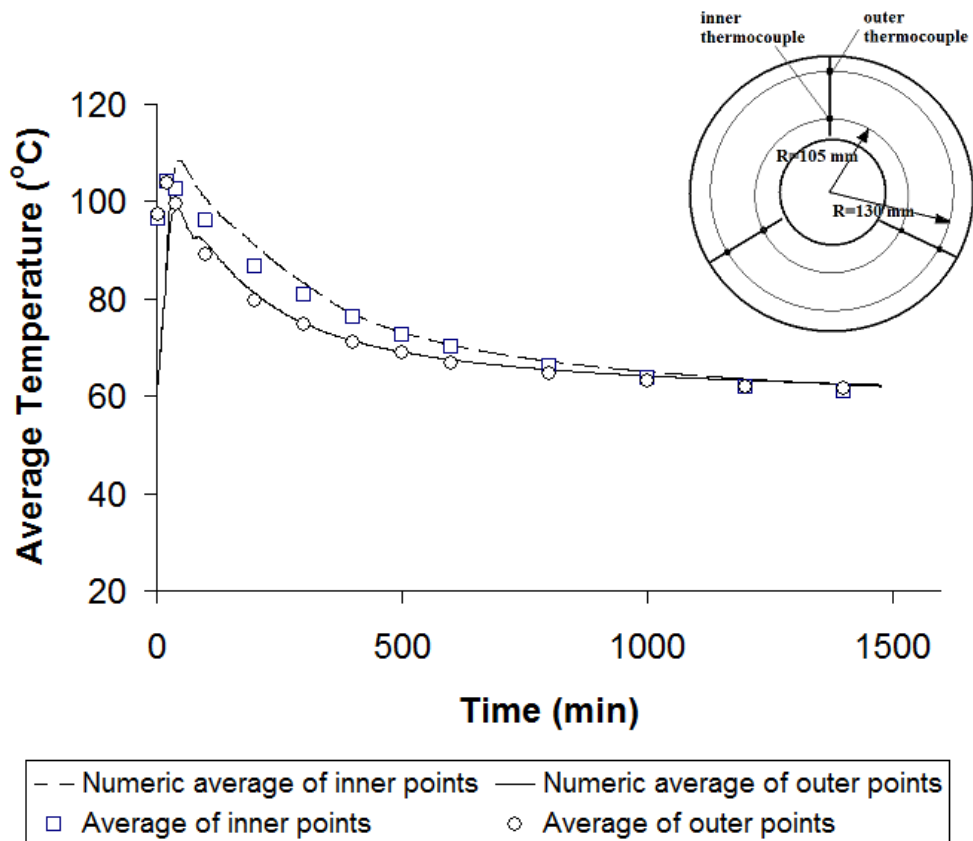 inner
thermocouple
outer
thermocouple
R=105 mm
R=130 mm
Average Temperature (°C)
120
100
80
60
40
20
0
500
1000
1500
Time (min)
Numeric average of inner points
Numeric average of outer points
Average of inner points
Average of outer points